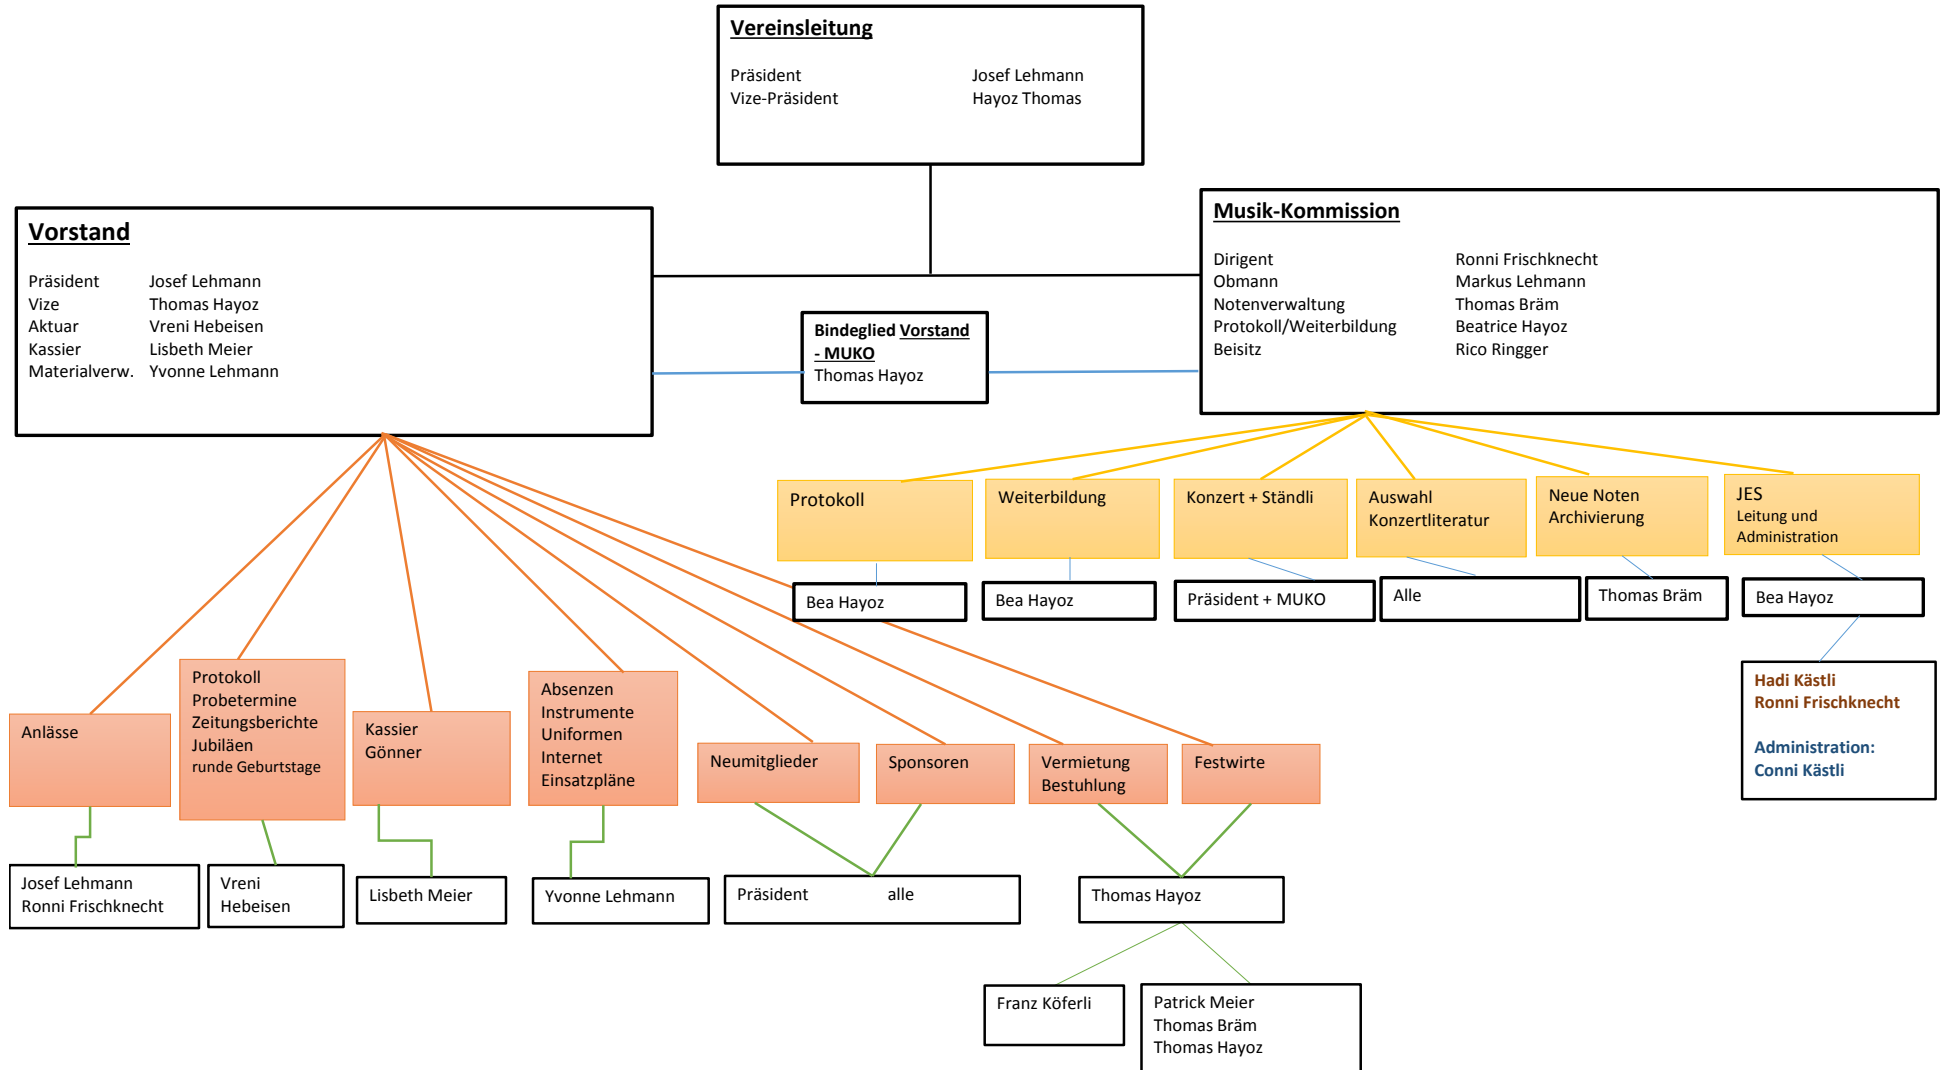 Vereinsleitung
Präsident Josef Lehmann
Vize-Präsident Hayoz Thomas
Vorstand
Präsident Josef Lehmann
Vize Thomas Hayoz
Aktuar Vreni Hebeisen
Kassier Lisbeth Meier
Materialverw. Yvonne Lehmann
Bindeglied Vorstand
- MUKO
Thomas Hayoz
Musik-Kommission
Dirigent Ronni Frischknecht
Obmann Markus Lehmann
Notenverwaltung Thomas Bräm
Protokoll/Weiterbildung Beatrice Hayoz
Beisitz Rico Ringger
Protokoll
Weiterbildung
Konzert + Ständli
Auswahl
Konzertliteratur
Neue Noten
Archivierung
JES
Leitung und
Administration
Bea Hayoz
Bea Hayoz
Präsident + MUKO
Alle
Thomas Bräm
Bea Hayoz
Hadi Kästli
Ronni Frischknecht
Administration:
Conni Kästli
Anlässe
Protokoll
Probetermine
Zeitungsberichte
Jubiläen
runde Geburtstage
Kassier
Gönner
Absenzen
Instrumente
Uniformen
Internet
Einsatzpläne
Neumitglieder
Sponsoren
Vermietung
Bestuhlung
Festwirte
Josef Lehmann
Ronni Frischknecht
Vreni
Hebeisen
Lisbeth Meier
Yvonne Lehmann
Präsident alle
Thomas Hayoz
Franz Köferli
Patrick Meier
Thomas Bräm
Thomas Hayoz